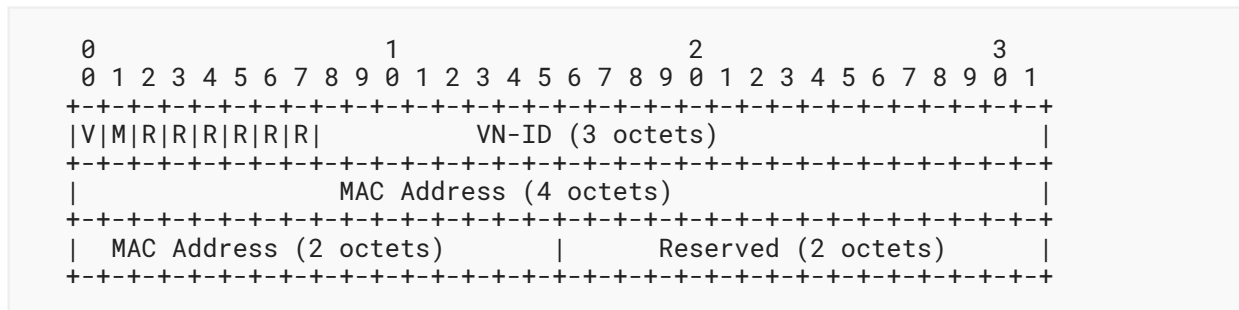 0                   1                   2                   3
 0 1 2 3 4 5 6 7 8 9 0 1 2 3 4 5 6 7 8 9 0 1 2 3 4 5 6 7 8 9 0 1
+-+-+-+-+-+-+-+-+-+-+-+-+-+-+-+-+-+-+-+-+-+-+-+-+-+-+-+-+-+-+-+-+
|V|M|R|R|R|R|R|R|          VN-ID (3 octets)                     |
+-+-+-+-+-+-+-+-+-+-+-+-+-+-+-+-+-+-+-+-+-+-+-+-+-+-+-+-+-+-+-+-+
|                 MAC Address (4 octets)                        |
+-+-+-+-+-+-+-+-+-+-+-+-+-+-+-+-+-+-+-+-+-+-+-+-+-+-+-+-+-+-+-+-+
|  MAC Address (2 octets)       |      Reserved (2 octets)      |
+-+-+-+-+-+-+-+-+-+-+-+-+-+-+-+-+-+-+-+-+-+-+-+-+-+-+-+-+-+-+-+-+